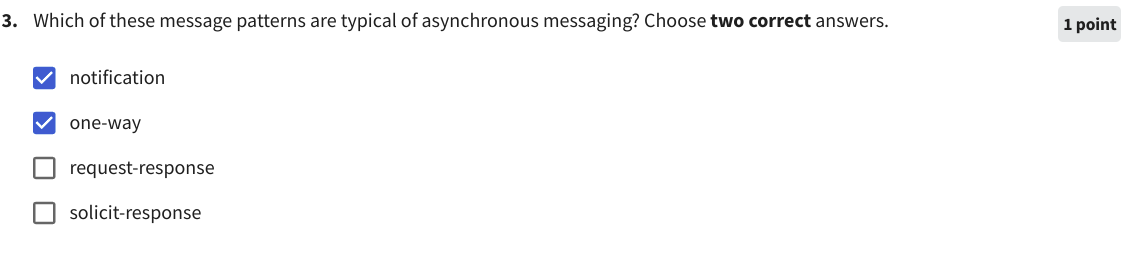 3. Which of these message patterns are typical of asynchronous messaging? Choose two correct answers.
1 point
notification
one-way
request-response
solicit-response